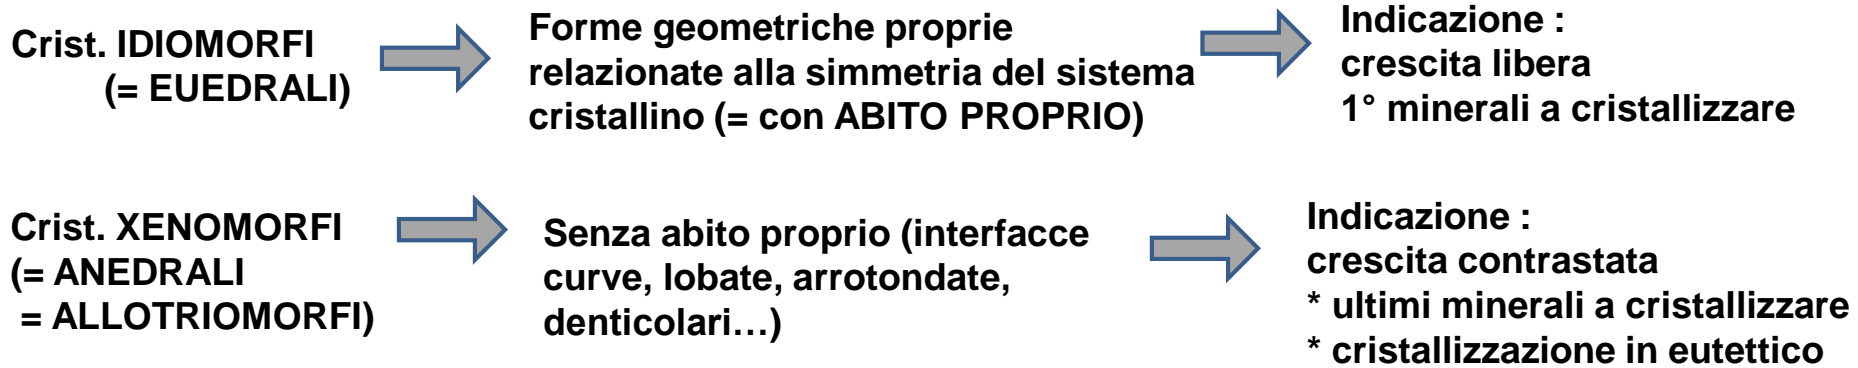 Crist. IDIOMORFI
(= EUEDRALI)
Forme geometriche proprie
relazionate alla simmetria del sistema
cristallino (= con ABITO PROPRIO)
Indicazione :
crescita libera
1° minerali a cristallizzare
Crist. XENOMORFI
(= ANEDRALI
= ALLOTRIOMORFI)
Senza abito proprio (interfacce
curve, lobate, arrotondate,
denticolari…)
Indicazione :
crescita contrastata
* ultimi minerali a cristallizzare
* cristallizzazione in eutettico